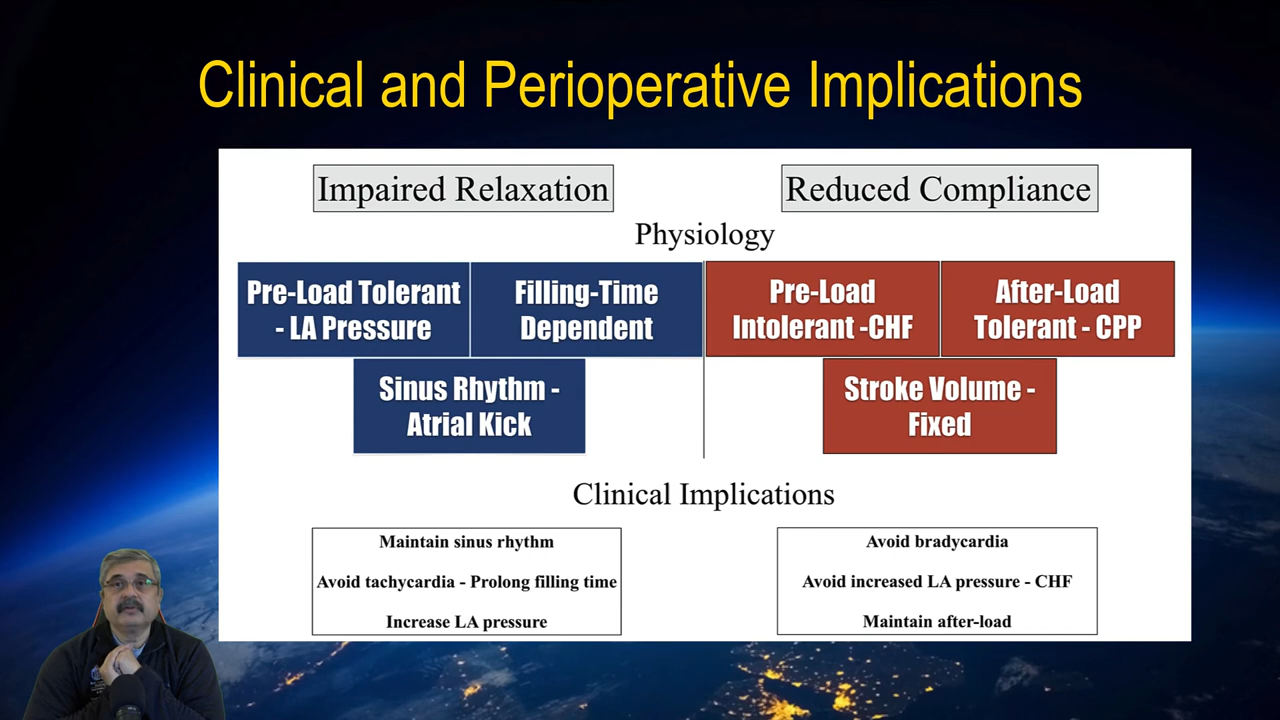 Clinical and Perioperative Implications
Impaired Relaxation
Reduced Compliance
Physiology
Pre-Load Tolerant
- LA Pressure
Filling-Time
Dependent
Pre-Load
Intolerant -CHF
After-Load
Tolerant - CPP
Sinus Rhythm -
Atrial Kick
Stroke Volume -
Fixed
Clinical Implications
Maintain sinus rhythm
Avoid tachycardia - Prolong filling time
Increase LA pressure
Avoid bradycardia
Avoid increased LA pressure - CHF
Maintain after-load